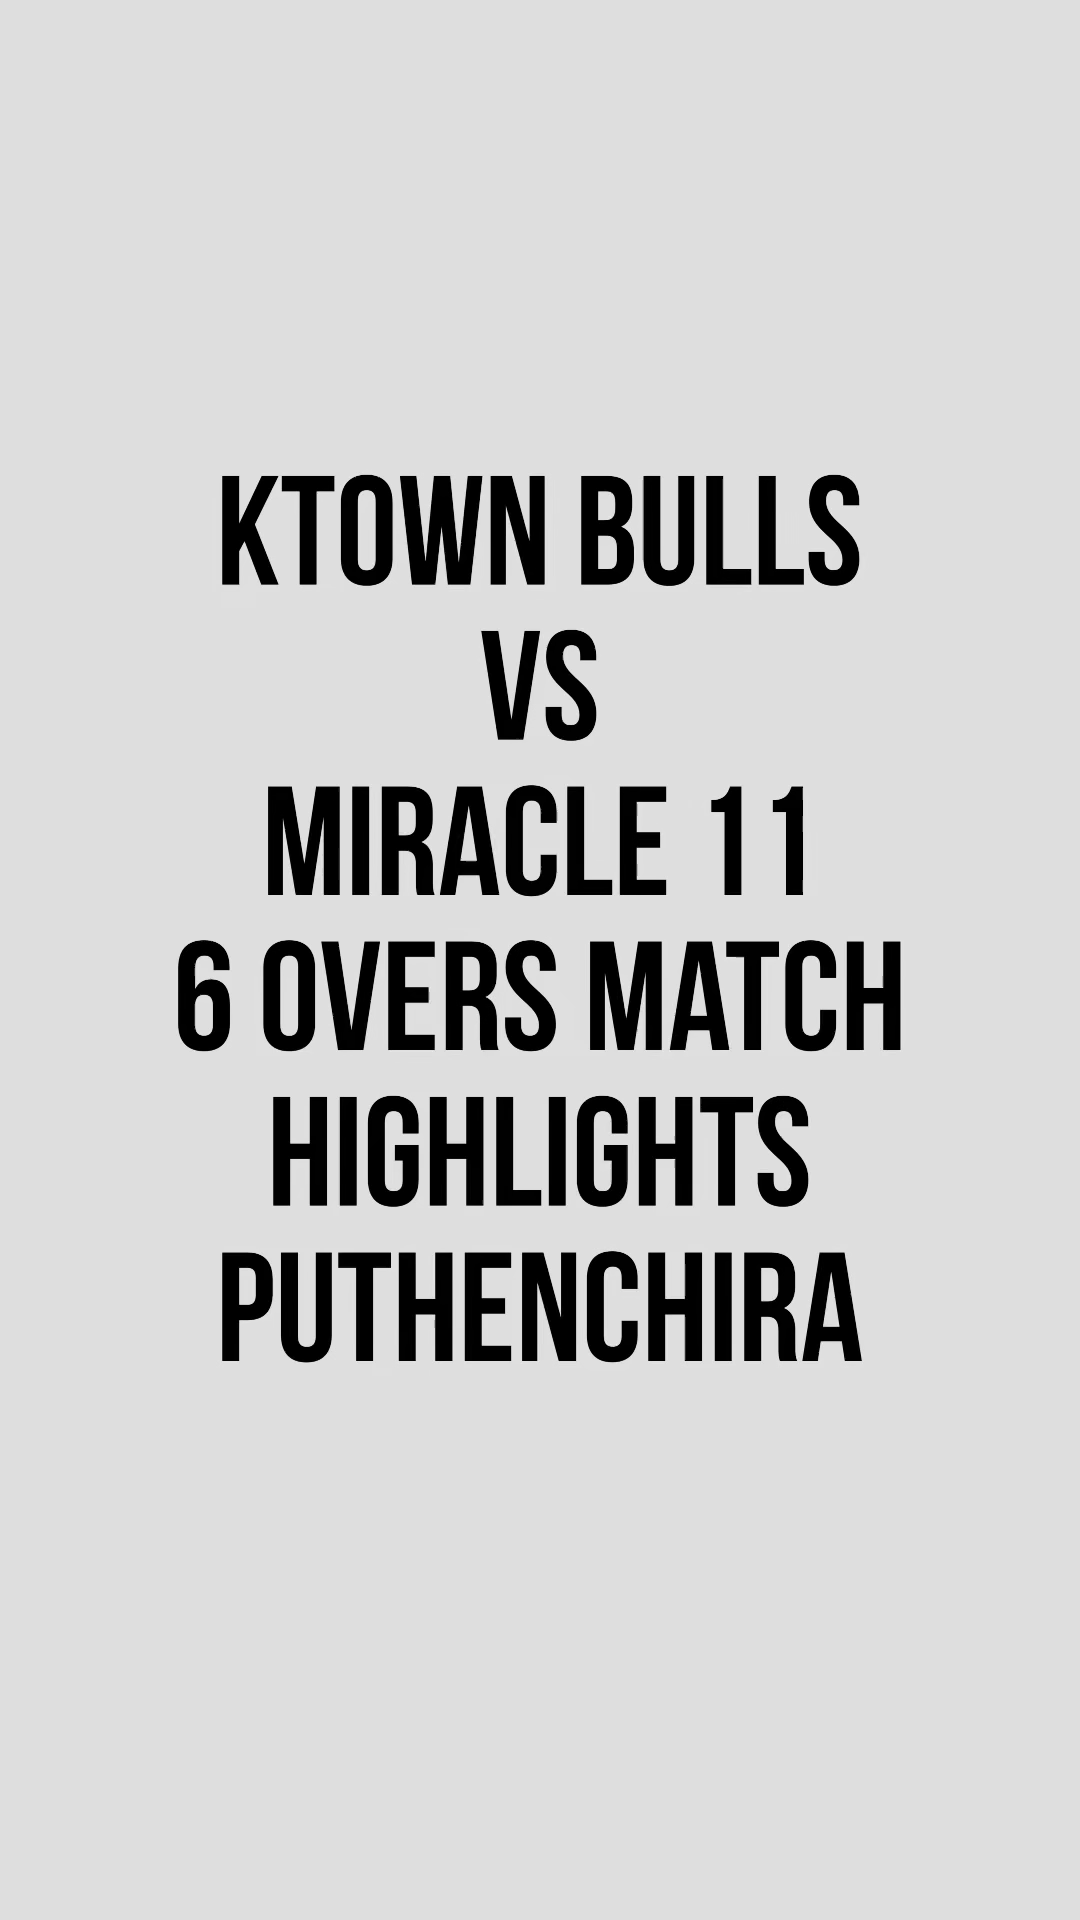 KTOWN BULLS
VS
MIRACLE 11
6 OVERS MATCH
HIGHLIGHTS
PUTHENCHIRA